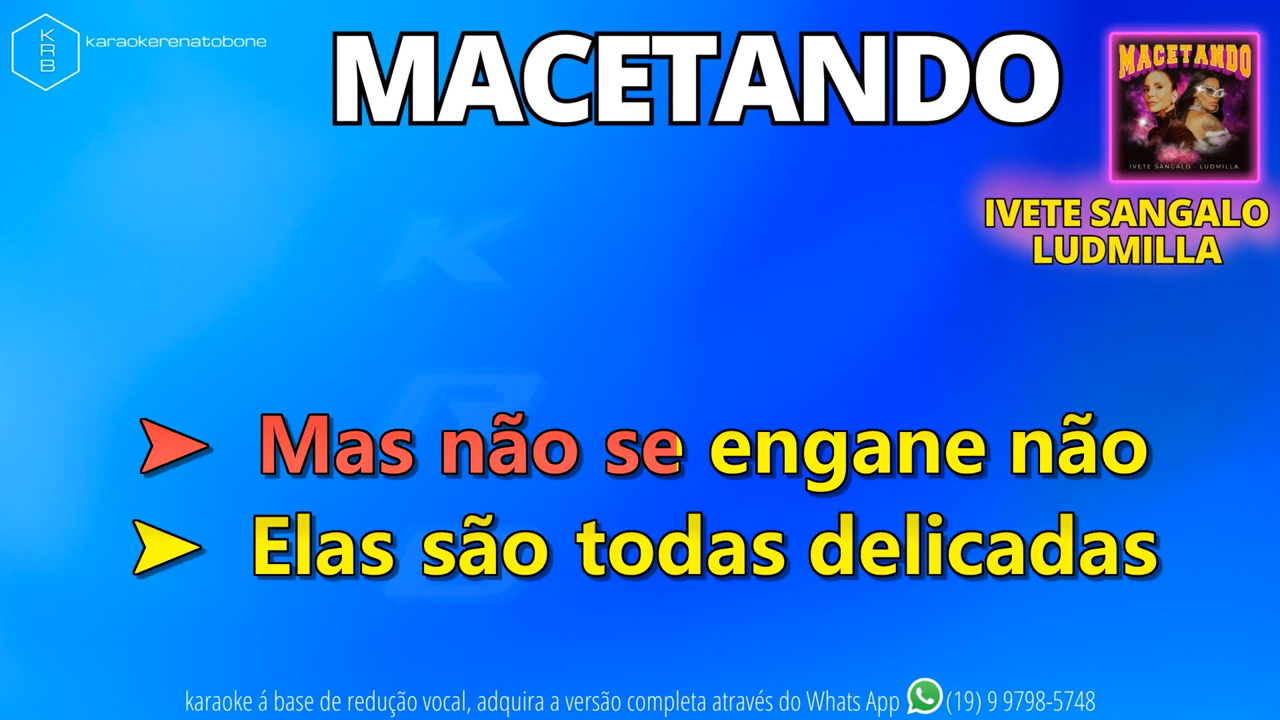 KRB
karaokerenatobone
MACETANDO
MACETANDO
IVETE SANGALO LUDMILLA
IVETE SANGALO
LUDMILLA
Mas não se engane não
Elas são todas delicadas
karaoke á base de redução vocal, adquira a versão completa através do Whats App (19) 9 9798-5748